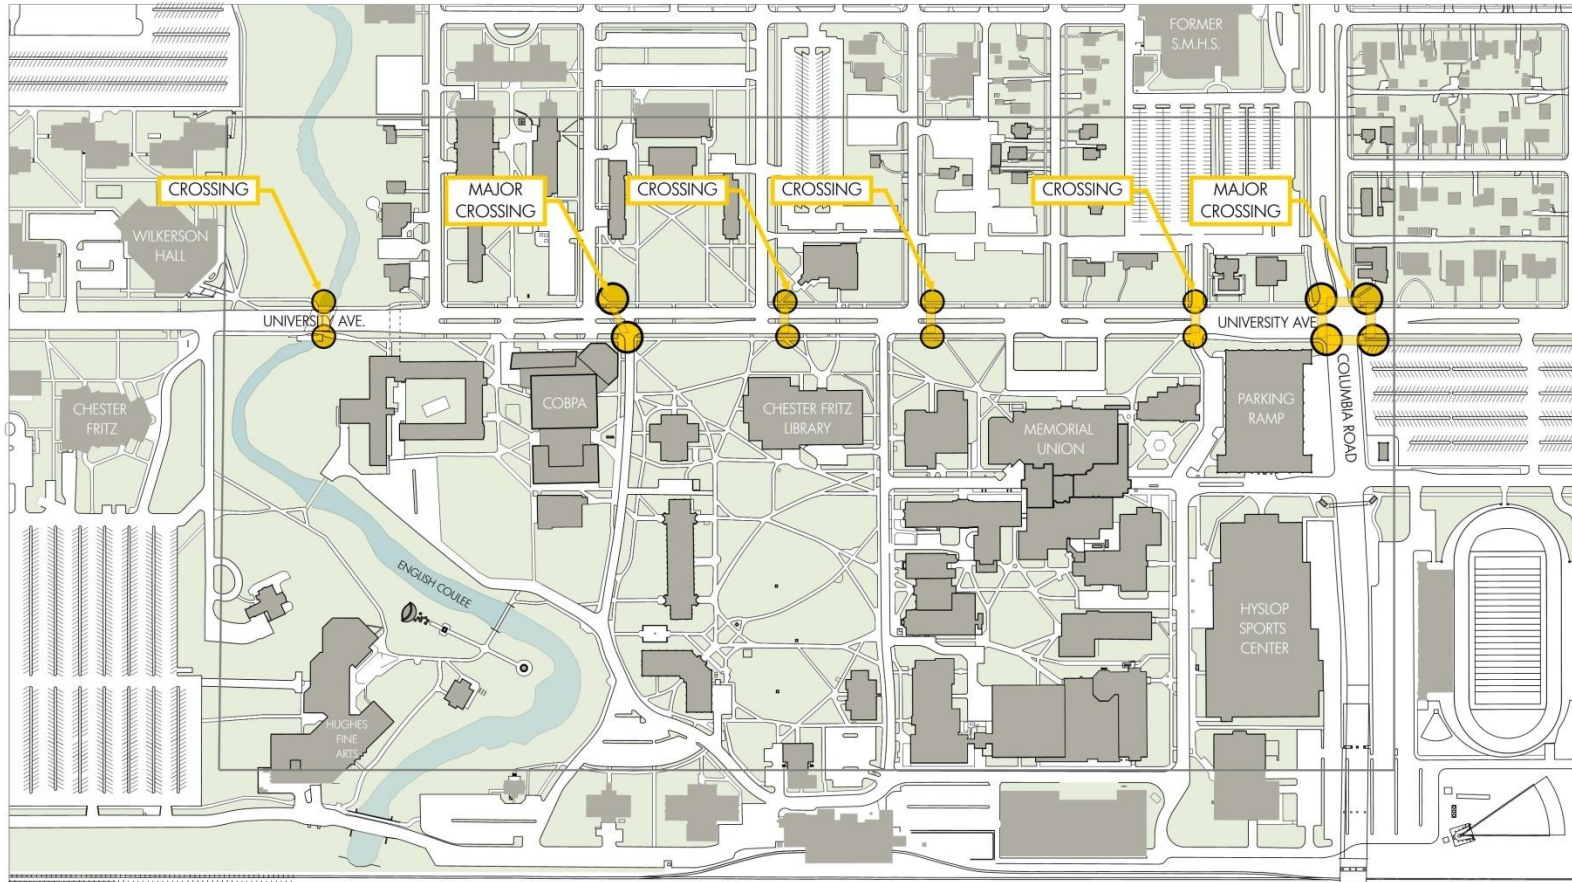 FORMER
S.M.H.S.
CROSSING
MAJOR
CROSSING
CROSSING
CROSSING
CROSSING
MAJOR
CROSSING
WILKERSON
HALL
UNIVERSITY AVE.
UNIVERSITY AVE.
CHESTER
FRITZ
COBPA
CHESTER FRITZ
LIBRARY
MEMORIAL
UNION
PARKING
RAMP
COLUMBIA ROAD
ENGLISH COULEE
HYSLOP
SPORTS
CENTER
HUGHES
FINE
ARTS